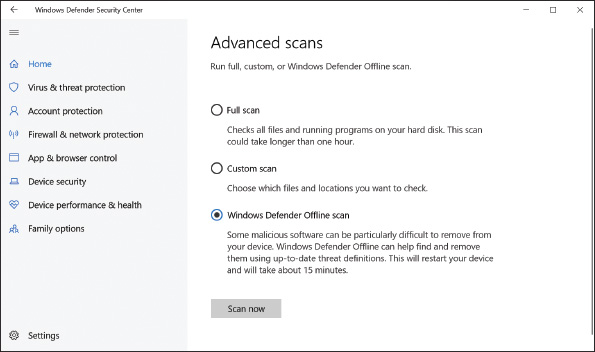 Windows Defender Security Center
Home
Virus & threat protection
Account protection
Firewall & network protection
App & browser control
Device security
Device performance & health
Family options
Settings
Advanced scans
Run full, custom, or Windows Defender Offline scan.
Full scan
Checks all files and running programs on your hard disk. This scan
could take longer than one hour.
Custom scan
Choose which files and locations you want to check.
Windows Defender Offline scan
Some malicious software can be particularly difficult to remove from
your device. Windows Defender Offline can help find and remove
them using up-to-date threat definitions. This will restart your device
and will take about 15 minutes.
Scan now